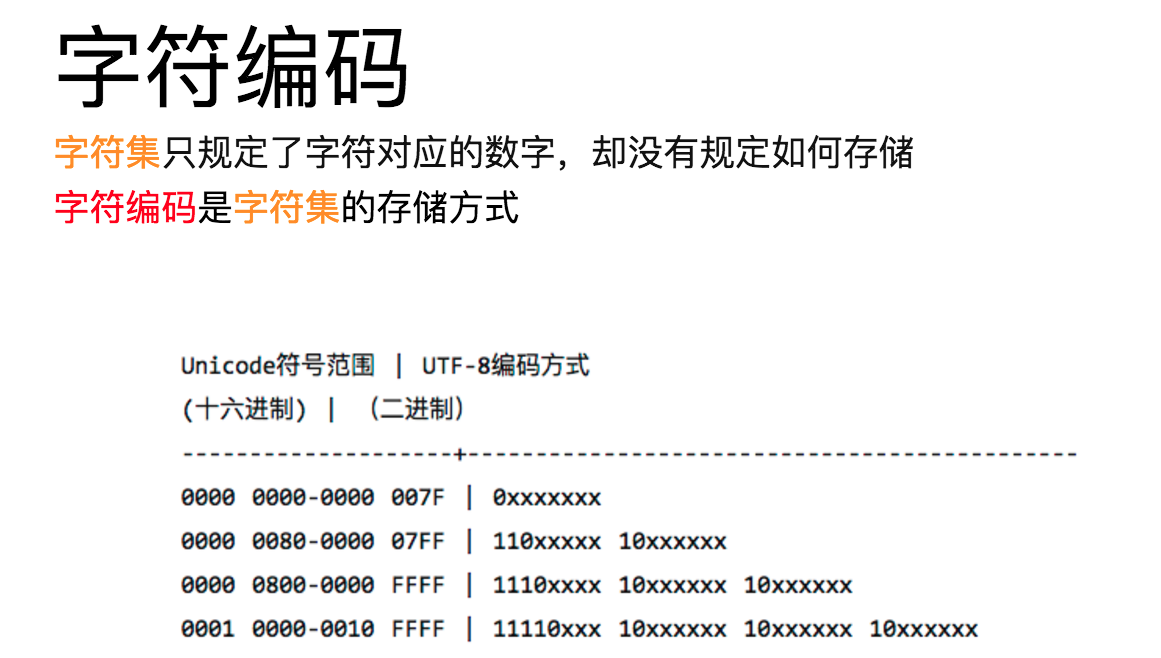 字符编码
字符集只规定了字符对应的数字，却没有规定如何存储
字符编码是字符集的存储方式
Unicode符号范围 | UTF-8编码方式
(十六进制) | （二进制）
--------------------+---------------------------------------------
0000 0000-0000 007F | 0xxxxxxx
0000 0080-0000 07FF | 110xxxxx 10xxxxxx
0000 0800-0000 FFFF | 1110xxxx 10xxxxxx 10xxxxxx
0001 0000-0010 FFFF | 11110xxx 10xxxxxx 10xxxxxx 10xxxxxx